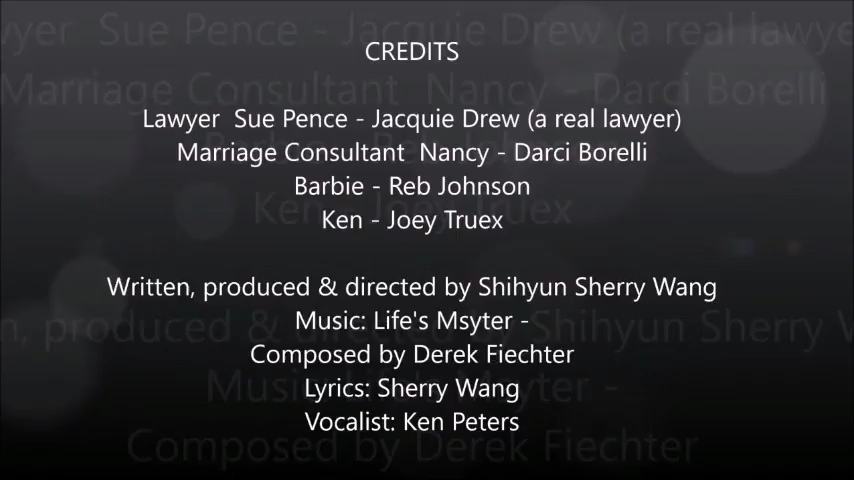 CREDITS
Lawyer  Sue Pence - Jacquie Drew (a real lawyer)
Marriage Consultant  Nancy - Darci Borelli
Barbie - Reb Johnson
Ken - Joey Truex
Written, produced & directed by Shihyun Sherry Wang
Music: Life's Msyter -
Composed by Derek Fiechter
Lyrics: Sherry Wang
Vocalist: Ken Peters